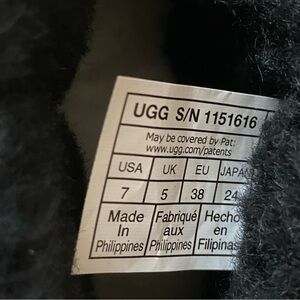 UGG S/N 1151616
May be covered by Pat:
www.ugg.com/patents
USA UK EU JAPAN
7 5 38 24
Made Fabriqué Hecho
In aux en
Philippines Philippines Filipinas